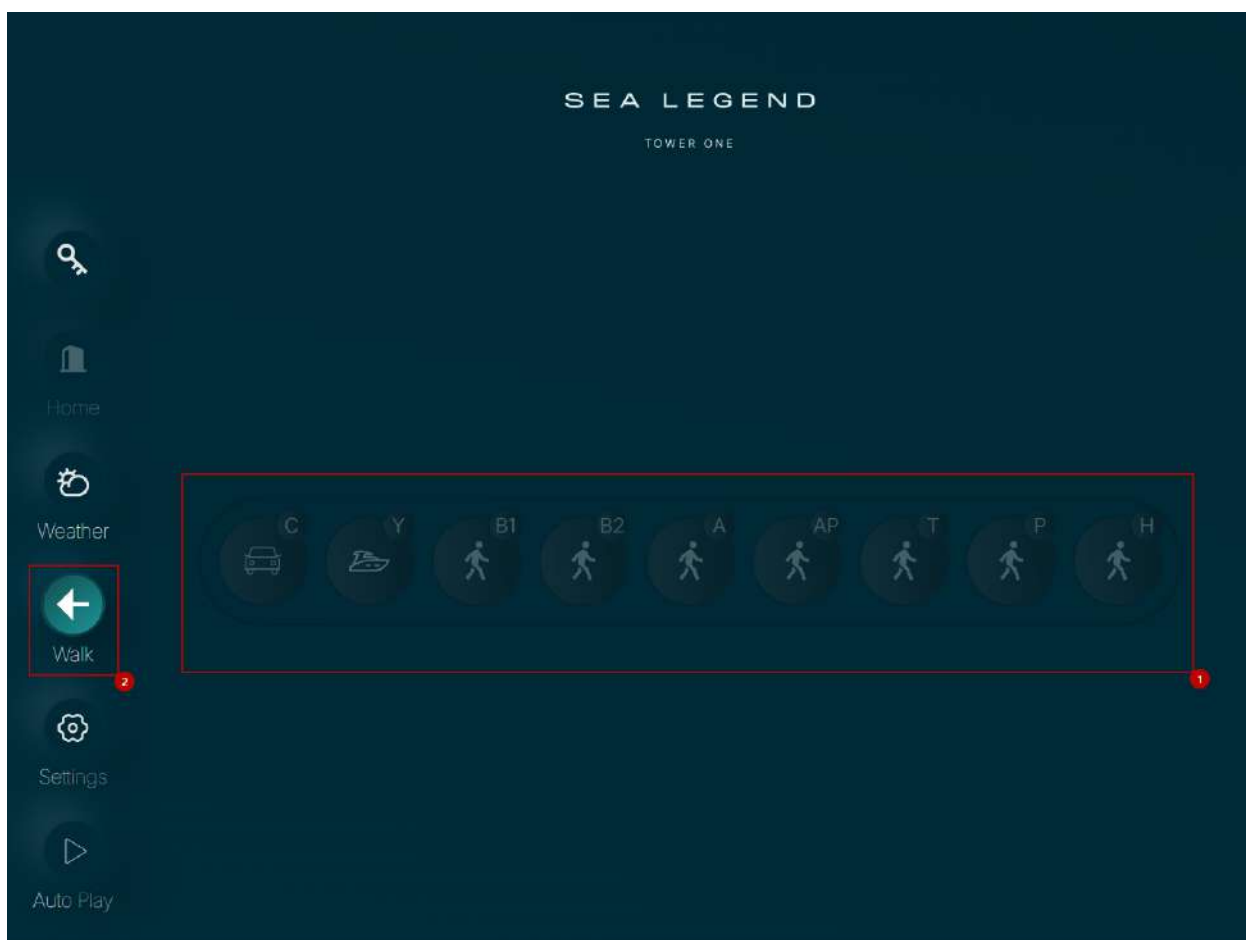 SEA LEGEND
TOWER ONE
Home
Weather
C Y B1 B2 A AP T P H
Walk
1
2
Settings
Auto Play